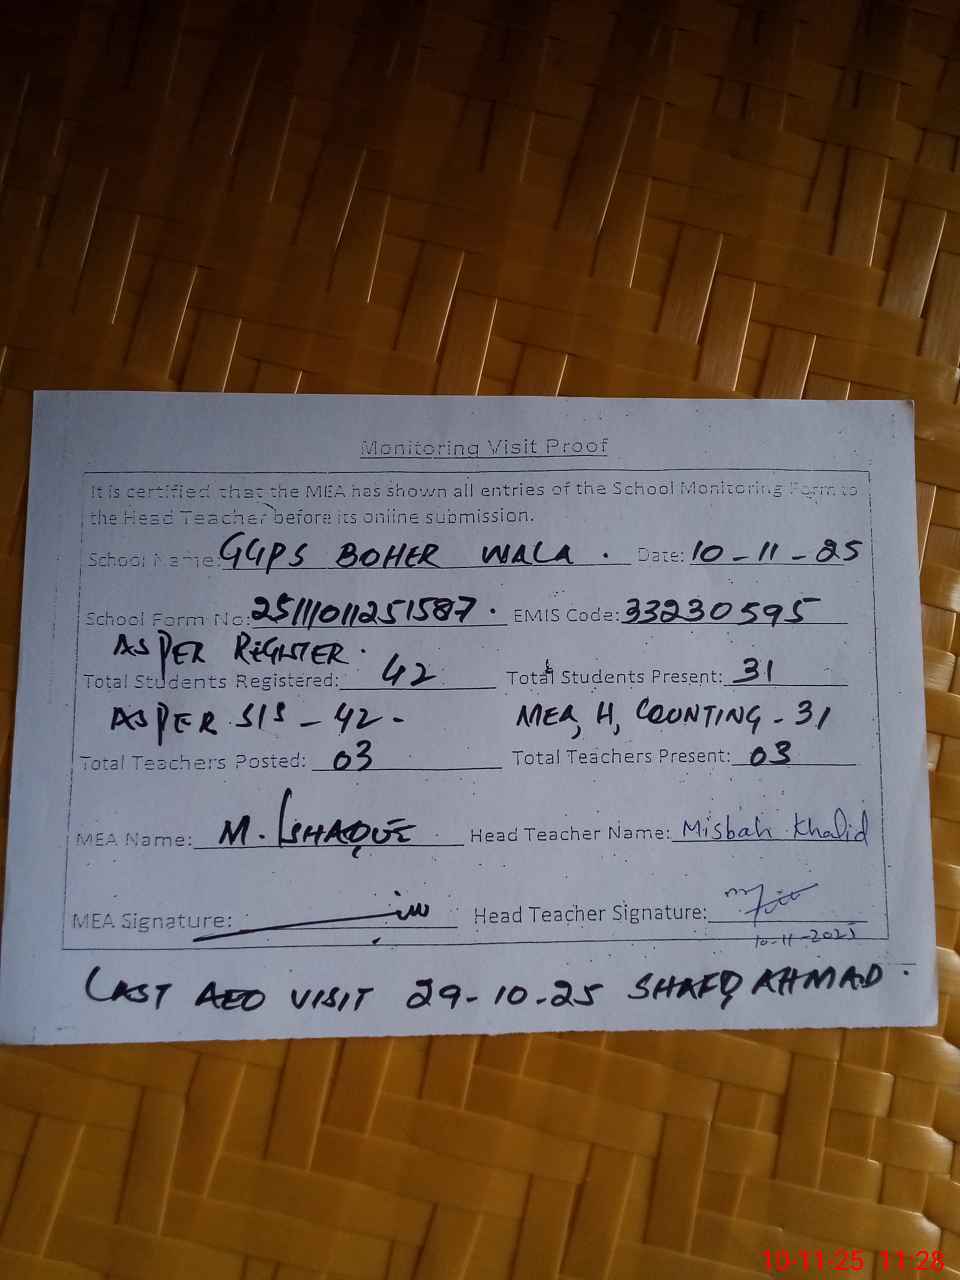 Monitoring Visit Proof
It is certified that the MEA has shown all entries of the School Monitoring Form to
the Head Teacher before its online submission.
School Name: GGPS BOHER WALA . Date: 10-11-25
School Form No: 25111011251587. EMIS Code: 33230595
AS PER REGISTER.
Total Students Registered: 42 Total Students Present: 31
AS PER SIS - 42 - MEA, H, COUNTING - 31
Total Teachers Posted: 03 Total Teachers Present: 03
MEA Name: M. ISHAQUE Head Teacher Name: Misbah Khalid
MEA Signature: Head Teacher Signature:
10-11-2025
LAST AEO VISIT 29-10-25 SHAFQ AHMAD.
10-11-25 11:28